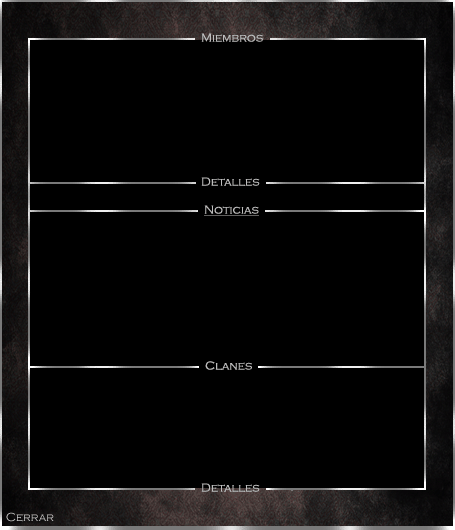 Miembros
Detalles
Noticias
Clanes
Detalles
Cerrar